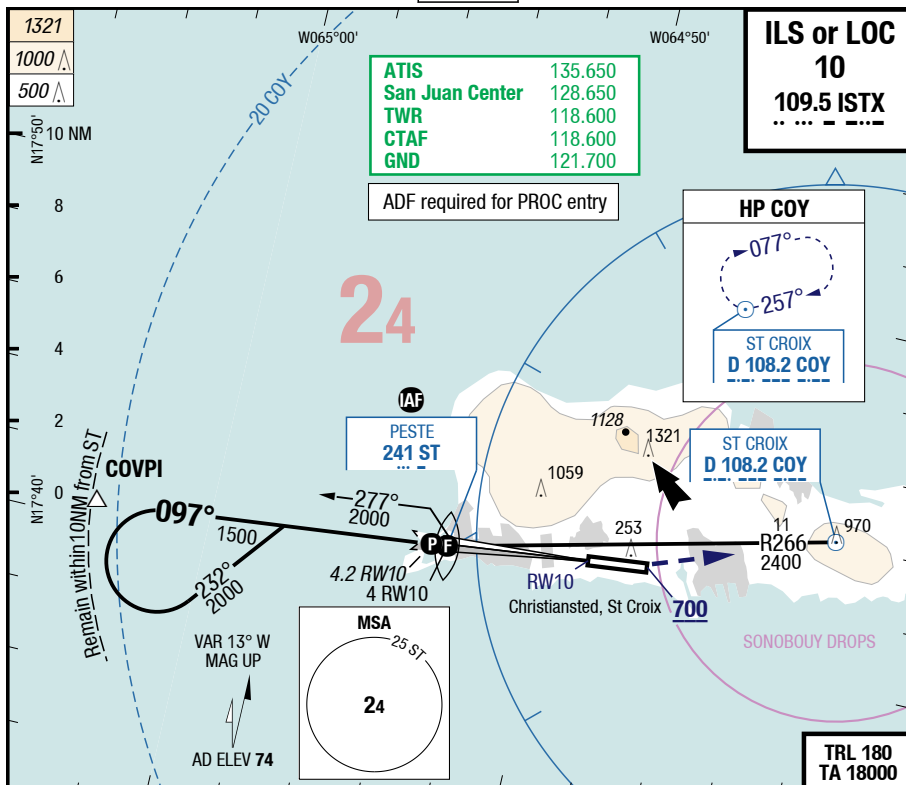 1321
1000
500
W065°00'
W064°50'
ILS or LOC
10
109.5 ISTX
20 COY
ATIS 135.650
San Juan Center 128.650
TWR 118.600
CTAF 118.600
GND 121.700
N17°50'
10 NM
ADF required for PROC entry
HP COY
077°
257°
ST CROIX
D 108.2 COY
8
6
4
2
0
24
IAF
PESTE
241 ST
1128
1321
1059
ST CROIX
D 108.2 COY
Remain within 10NM from ST
COVPI
N17°40'
097°
1500
277°
2000
232°
2000
P F
4.2 RW10
4 RW10
253
11
R266
2400
970
RW10
Christiansted, St Croix
700
SONOBOUY DROPS
VAR 13° W
MAG UP
AD ELEV 74
MSA
25 ST
24
TRL 180
TA 18000